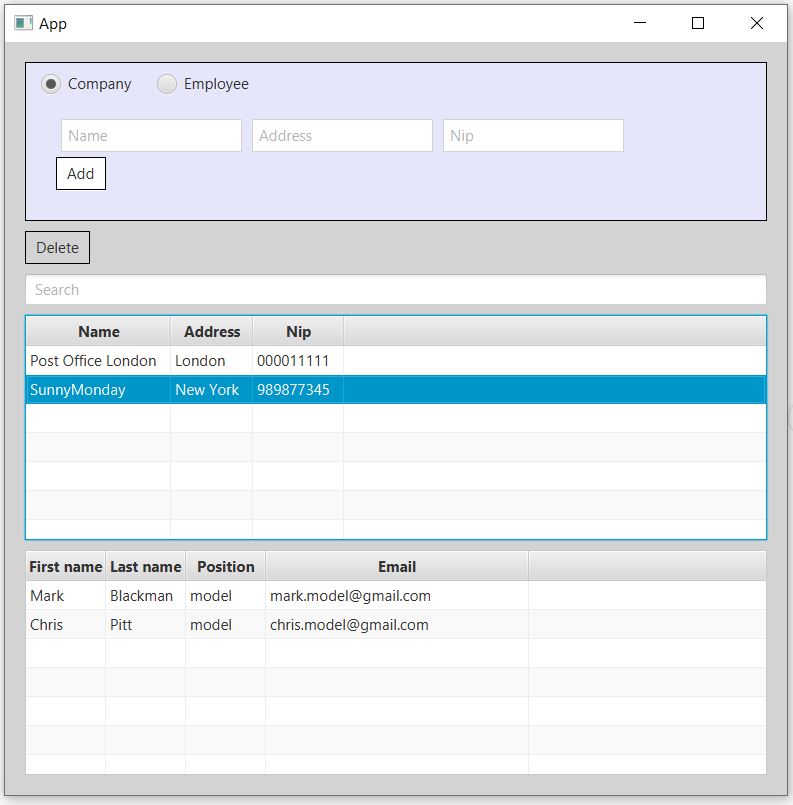 App
Company Employee
Name Address Nip
Add
Delete
Search
Name Address Nip
Post Office London London 000011111
SunnyMonday New York 989877345
First name Last name Position Email
Mark Blackman model mark.model@gmail.com
Chris Pitt model chris.model@gmail.com